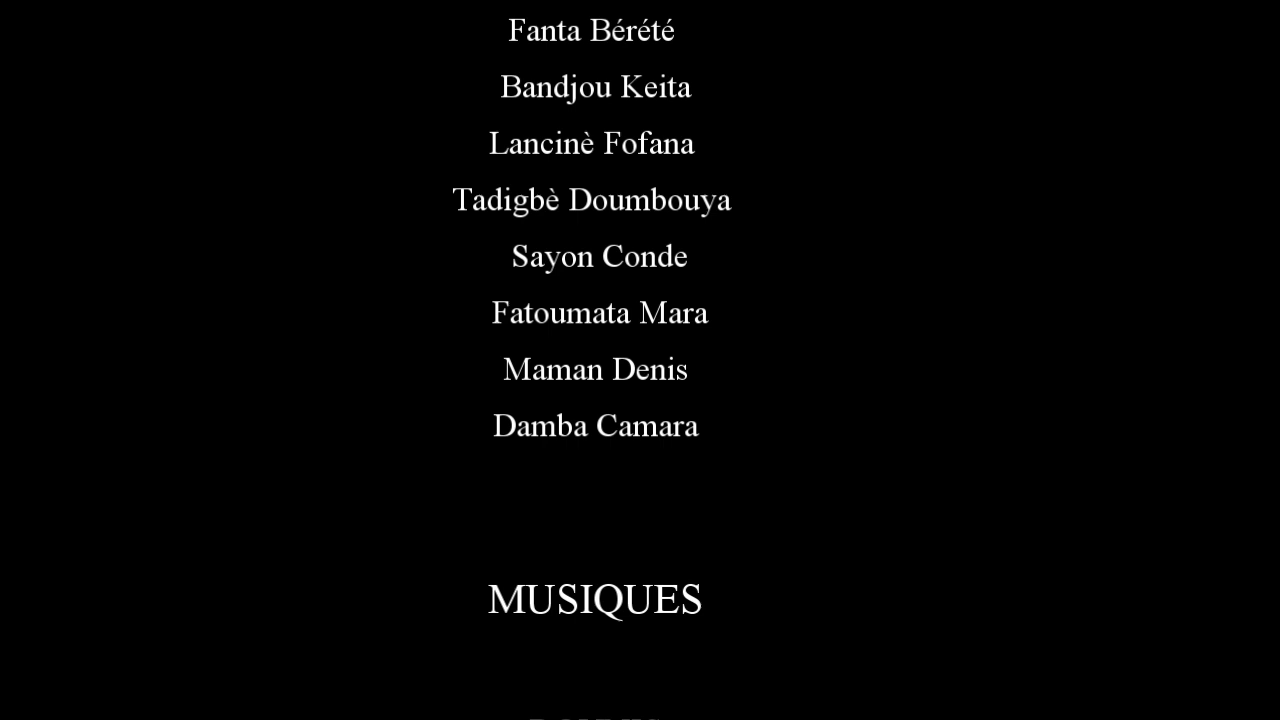 Fanta Bérété
Bandjou Keita
Lancinè Fofana
Tadigbè Doumbouya
Sayon Conde
Fatoumata Mara
Maman Denis
Damba Camara
MUSIQUES